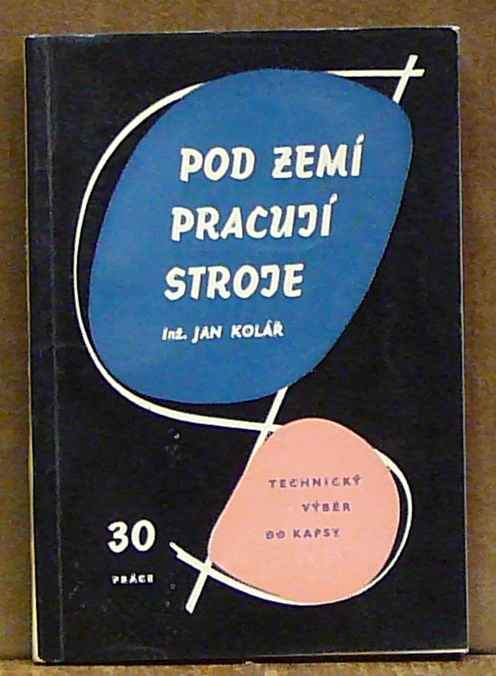 POD ZEMÍ
PRACUJÍ
STROJE
Inž. JAN KOLÁŘ
TECHNICKÝ
VÝBĚR
DO KAPSY
30
PRÁCE